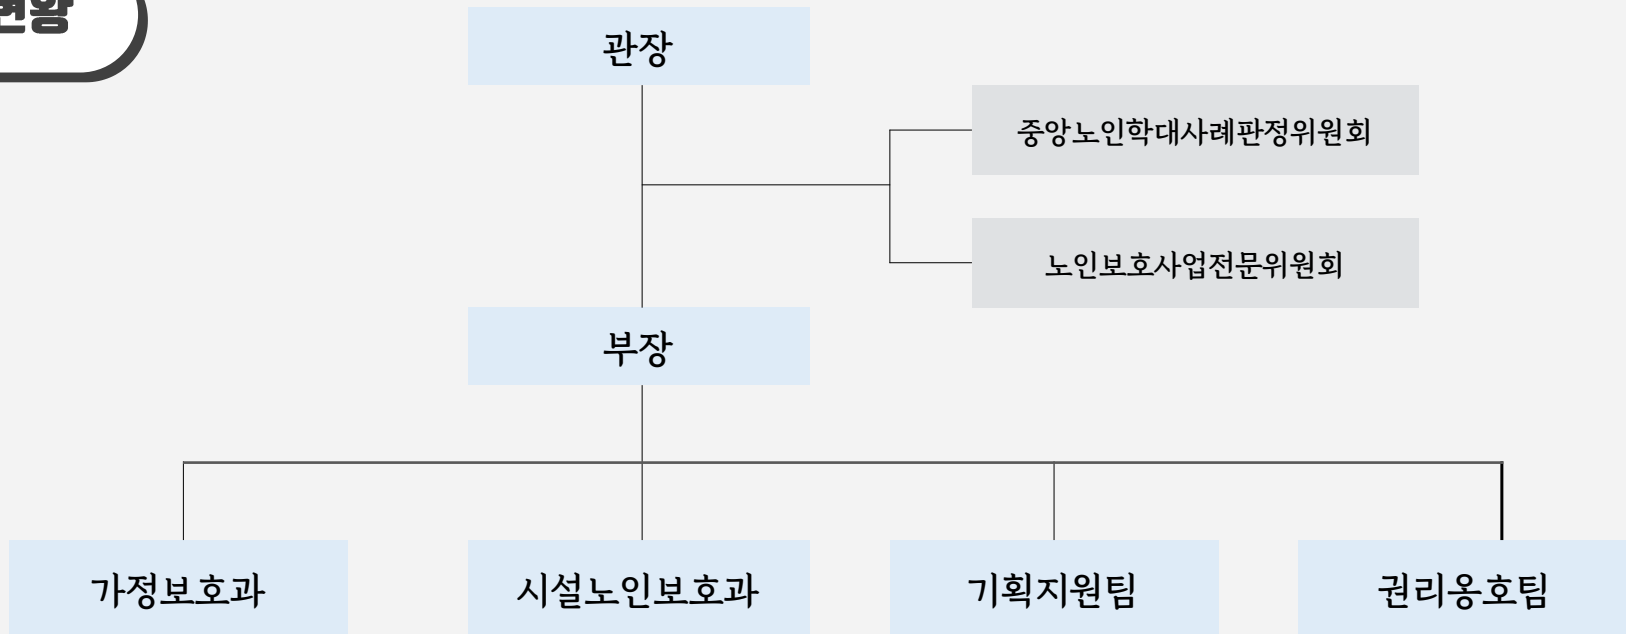 현황
관장
중앙노인학대사례판정위원회
노인보호사업전문위원회
부장
가정보호과
시설노인보호과
기획지원팀
권리옹호팀